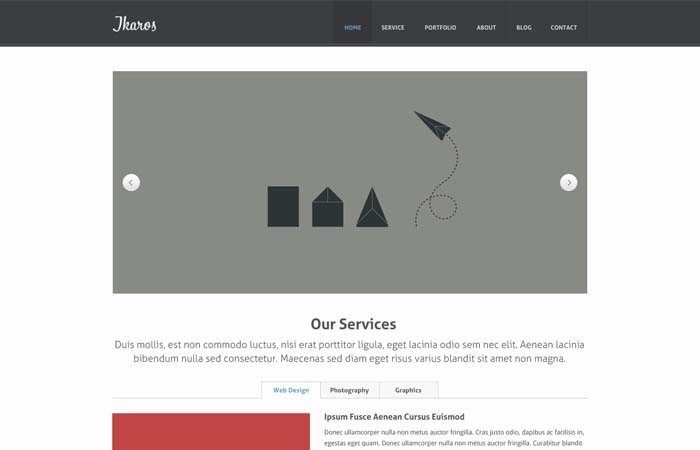 Ikaros
HOME SERVICE PORTFOLIO ABOUT BLOG CONTACT
Our Services
Duis mollis, est non commodo luctus, nisi erat porttitor ligula, eget lacinia odio sem nec elit. Aenean lacinia
bibendum nulla sed consectetur. Maecenas sed diam eget risus varius blandit sit amet non magna.
Web Design Photography Graphics
Ipsum Fusce Aenean Cursus Euismod
Donec ullamcorper nulla non metus auctor fringilla. Cras justo odio, dapibus ac facilisis in,
egestas eget quam. Donec ullamcorper nulla non metus auctor fringilla. Curabitur blandit